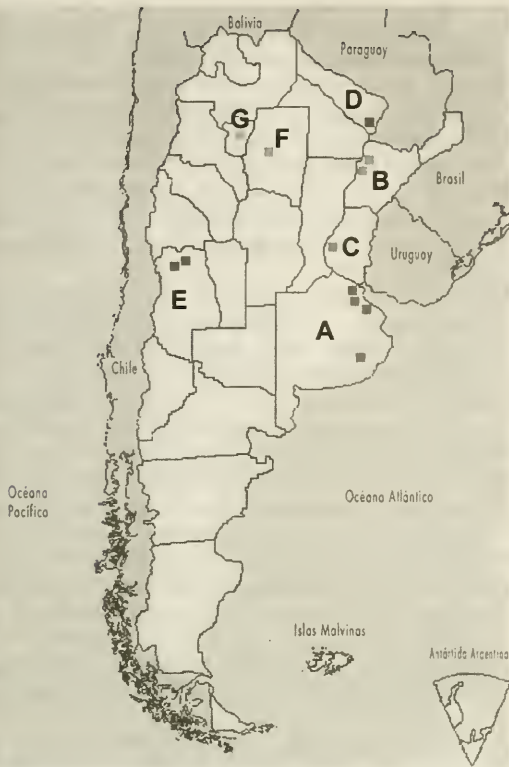 Bolivia
Paraguay
D
G
F
B
Brasil
C
Uruguay
E
A
Chile
Océano
Pacífico
Océano Atlántico
Islas Malvinas
Antártida Argentina